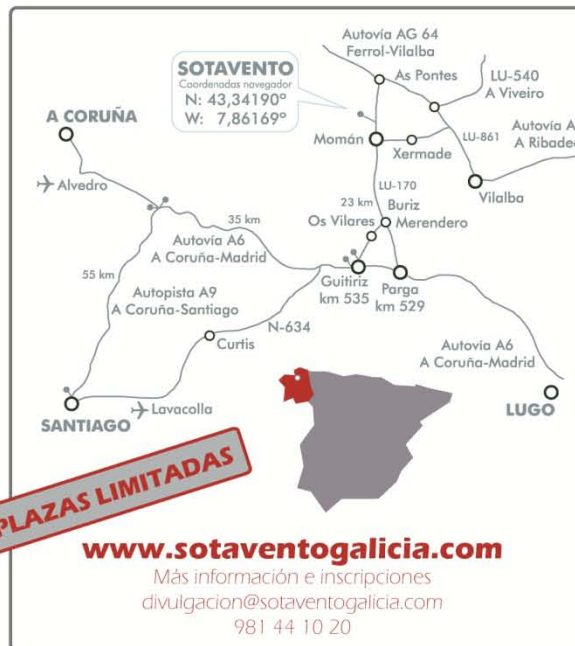 Autovía AG 64
Ferrol-Vilalba
SOTAVENTO
Coordenadas navegador
N: 43,34190º
W: 7,86169º
As Pontes
LU-540
A Viveiro
A CORUÑA
Momán
Xermade
LU-861
Autovía A
A Ribadeo
Alvedro
Vilalba
LU-170
23 km
Buriz
Os Vilares
Merendero
35 km
Autovía A6
A Coruña-Madrid
55 km
Guitiriz
km 535
Parga
km 529
Autopista A9
A Coruña-Santiago
N-634
Curtis
Autovía A6
A Coruña-Madrid
Lavacolla
SANTIAGO
LUGO
PLAZAS LIMITADAS
www.sotaventogalicia.com
Más información e inscripciones
divulgacion@sotaventogalicia.com
981 44 10 20